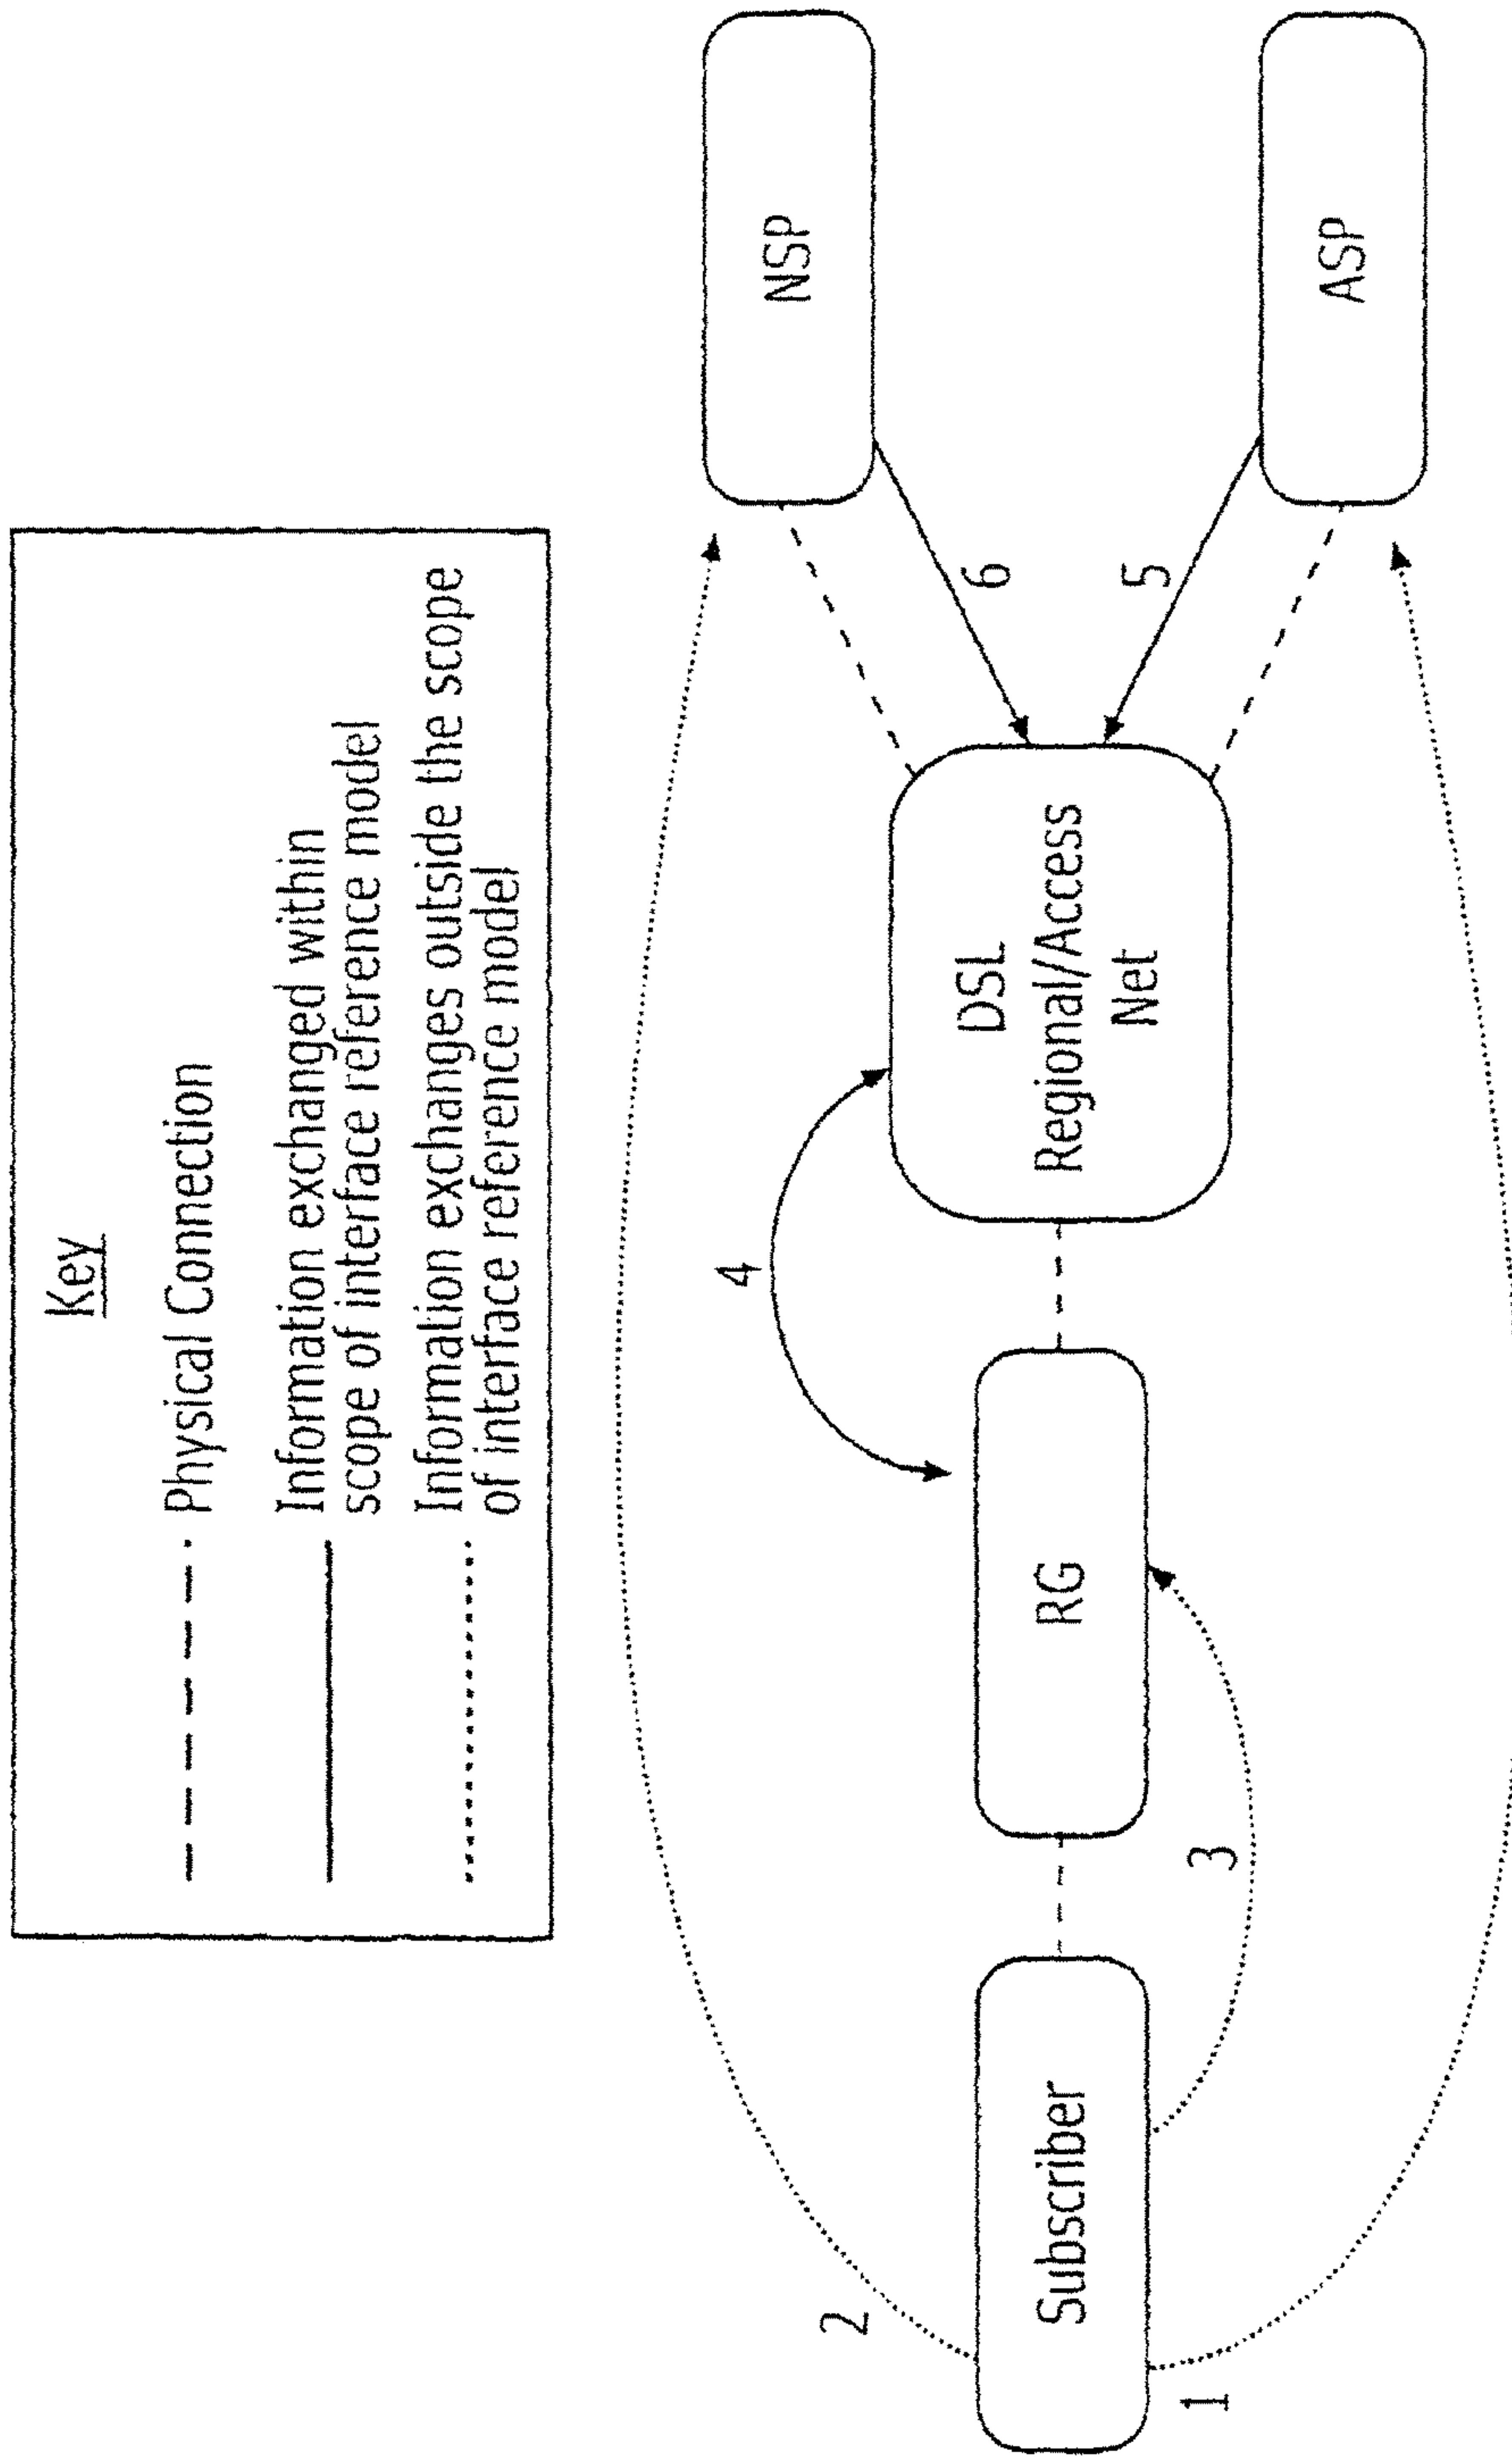 Key
Physical Connection
Information exchanged within
scope of interface reference model
Information exchanges outside the scope
of interface reference model
2
4
NSP
6
Subscriber
RG
DSL
Regional/Access
Net
5
3
1
ASP